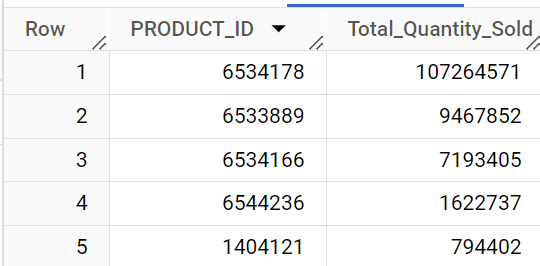 Row PRODUCT_ID Total_Quantity_Sold
1 6534178 107264571
2 6533889 9467852
3 6534166 7193405
4 6544236 1622737
5 1404121 794402